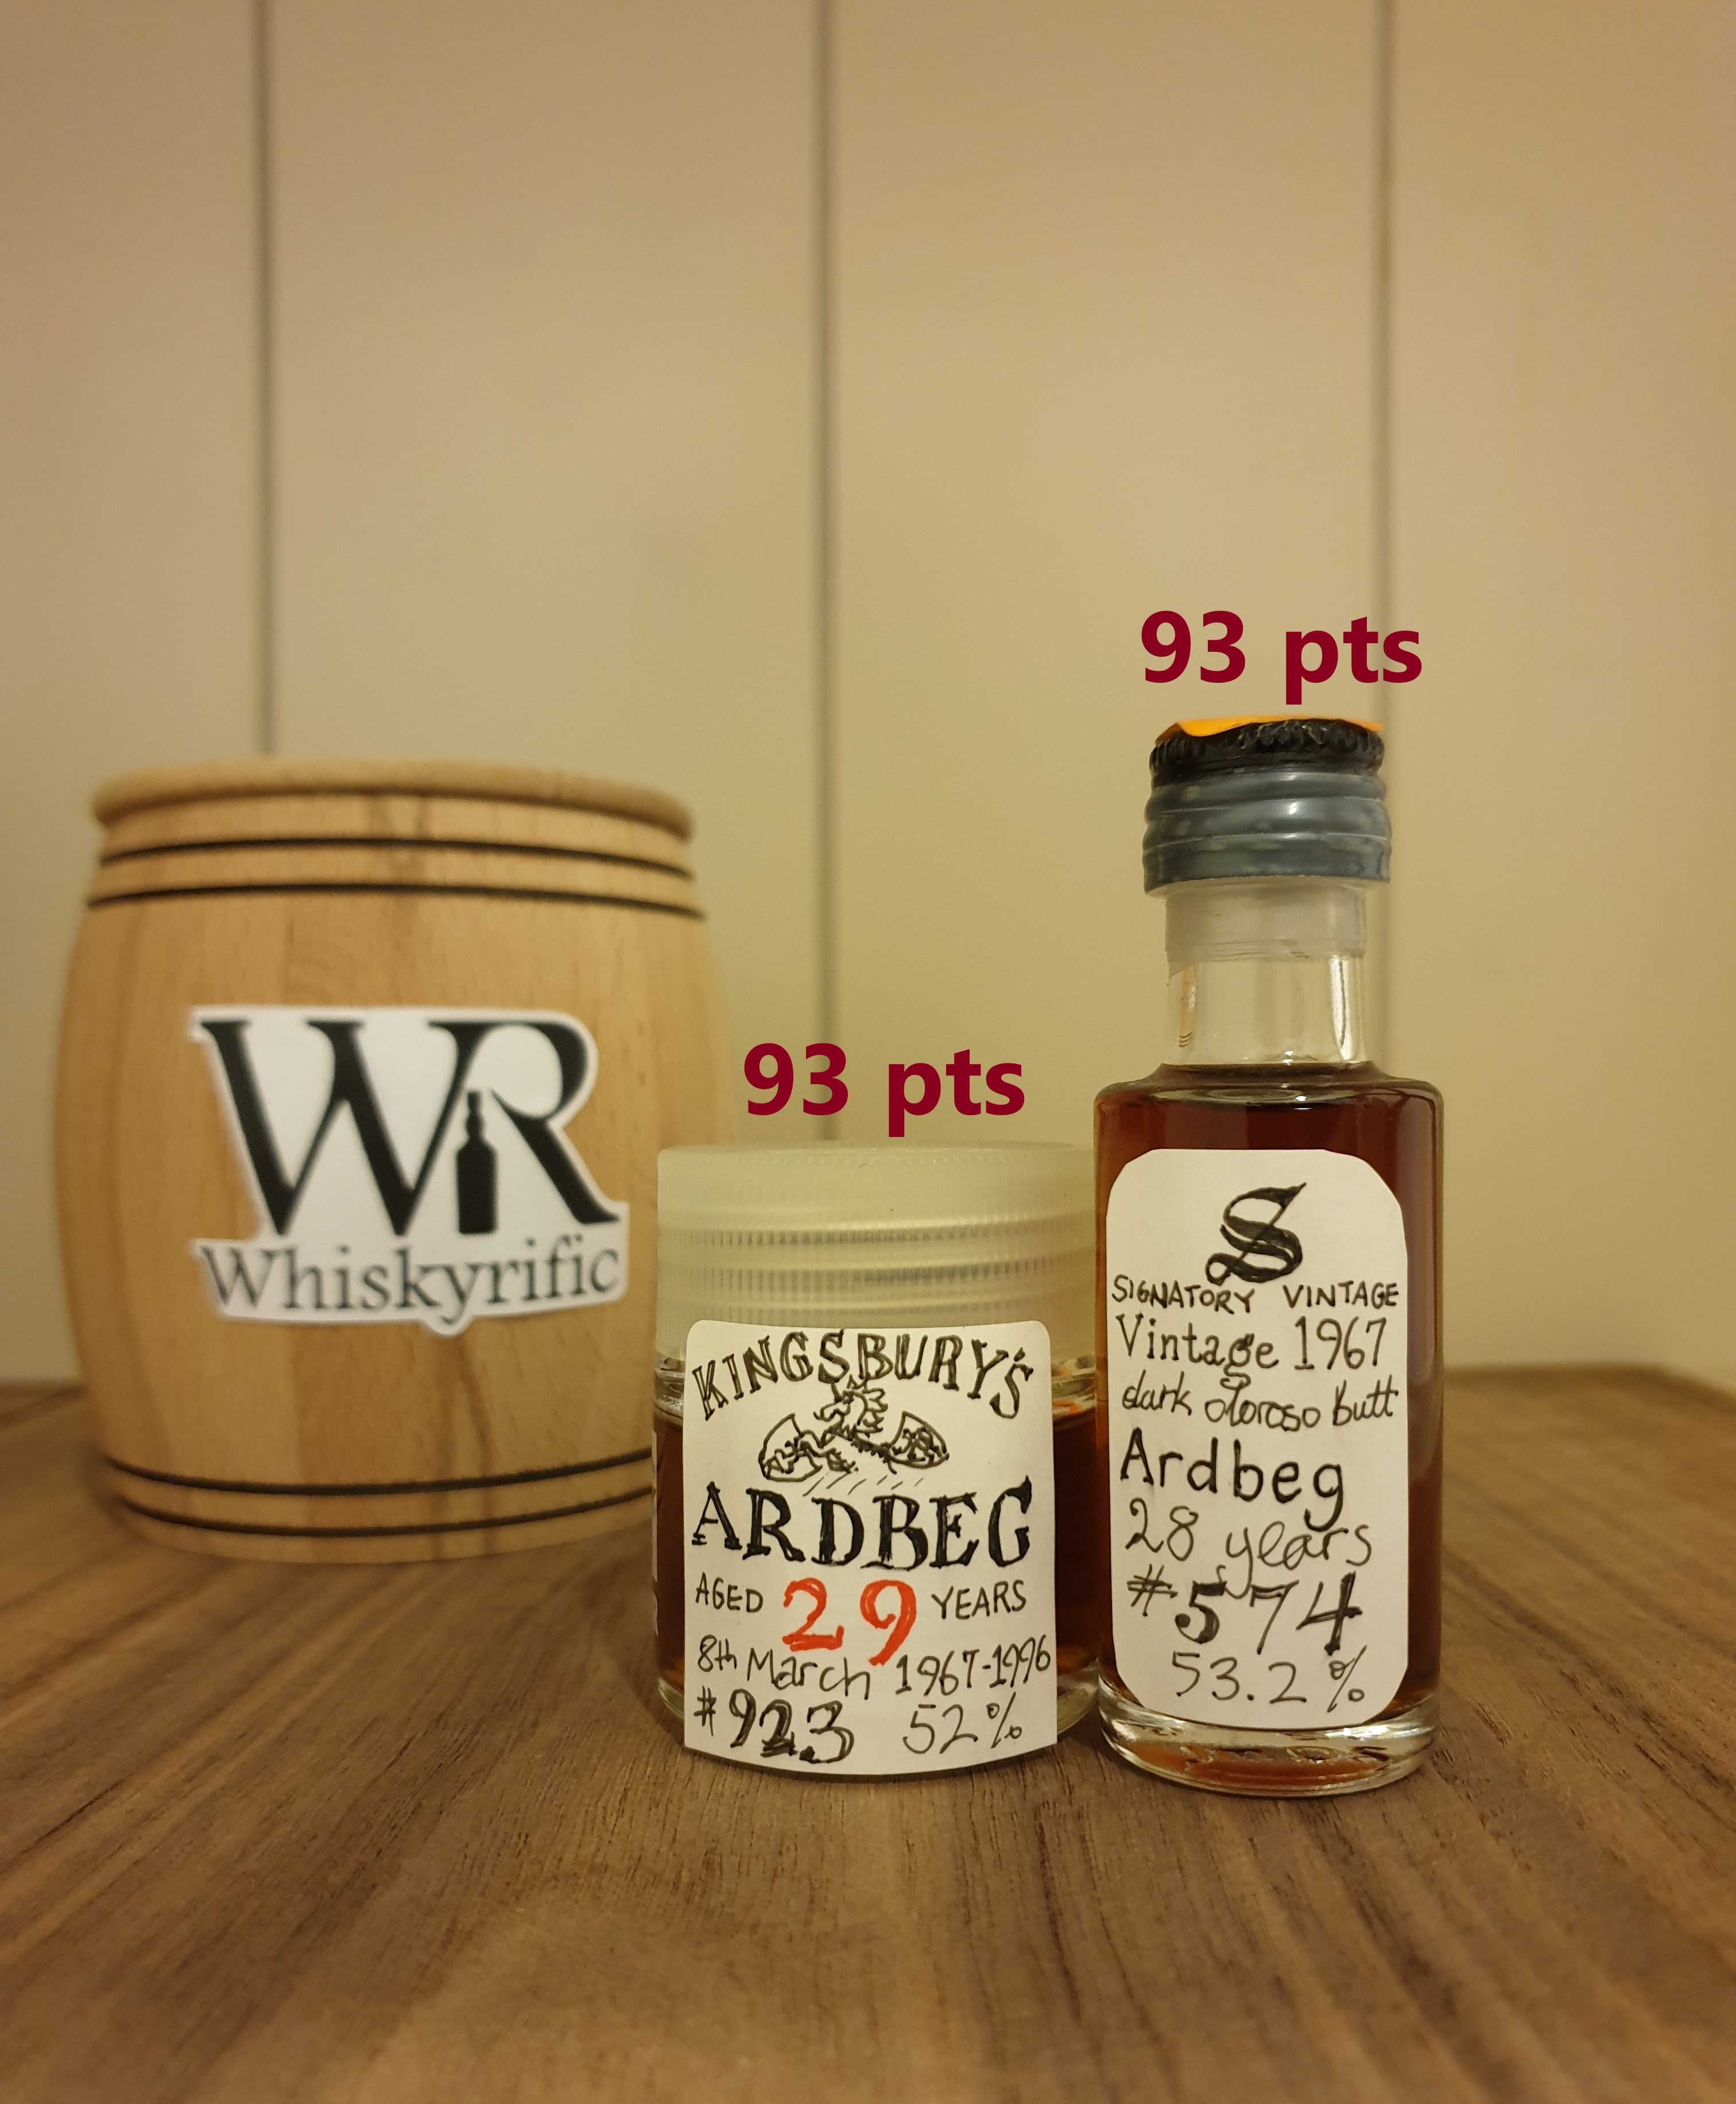 93 pts
93 pts
WR
Whiskyrific
KINGSBURY'S
ARDBEG
AGED 29 YEARS
8th March 1967-1996
#923 52%
S
SIGNATORY VINTAGE
Vintage 1967
dark oloroso butt
Ardbeg
28 years
#574
53.2%